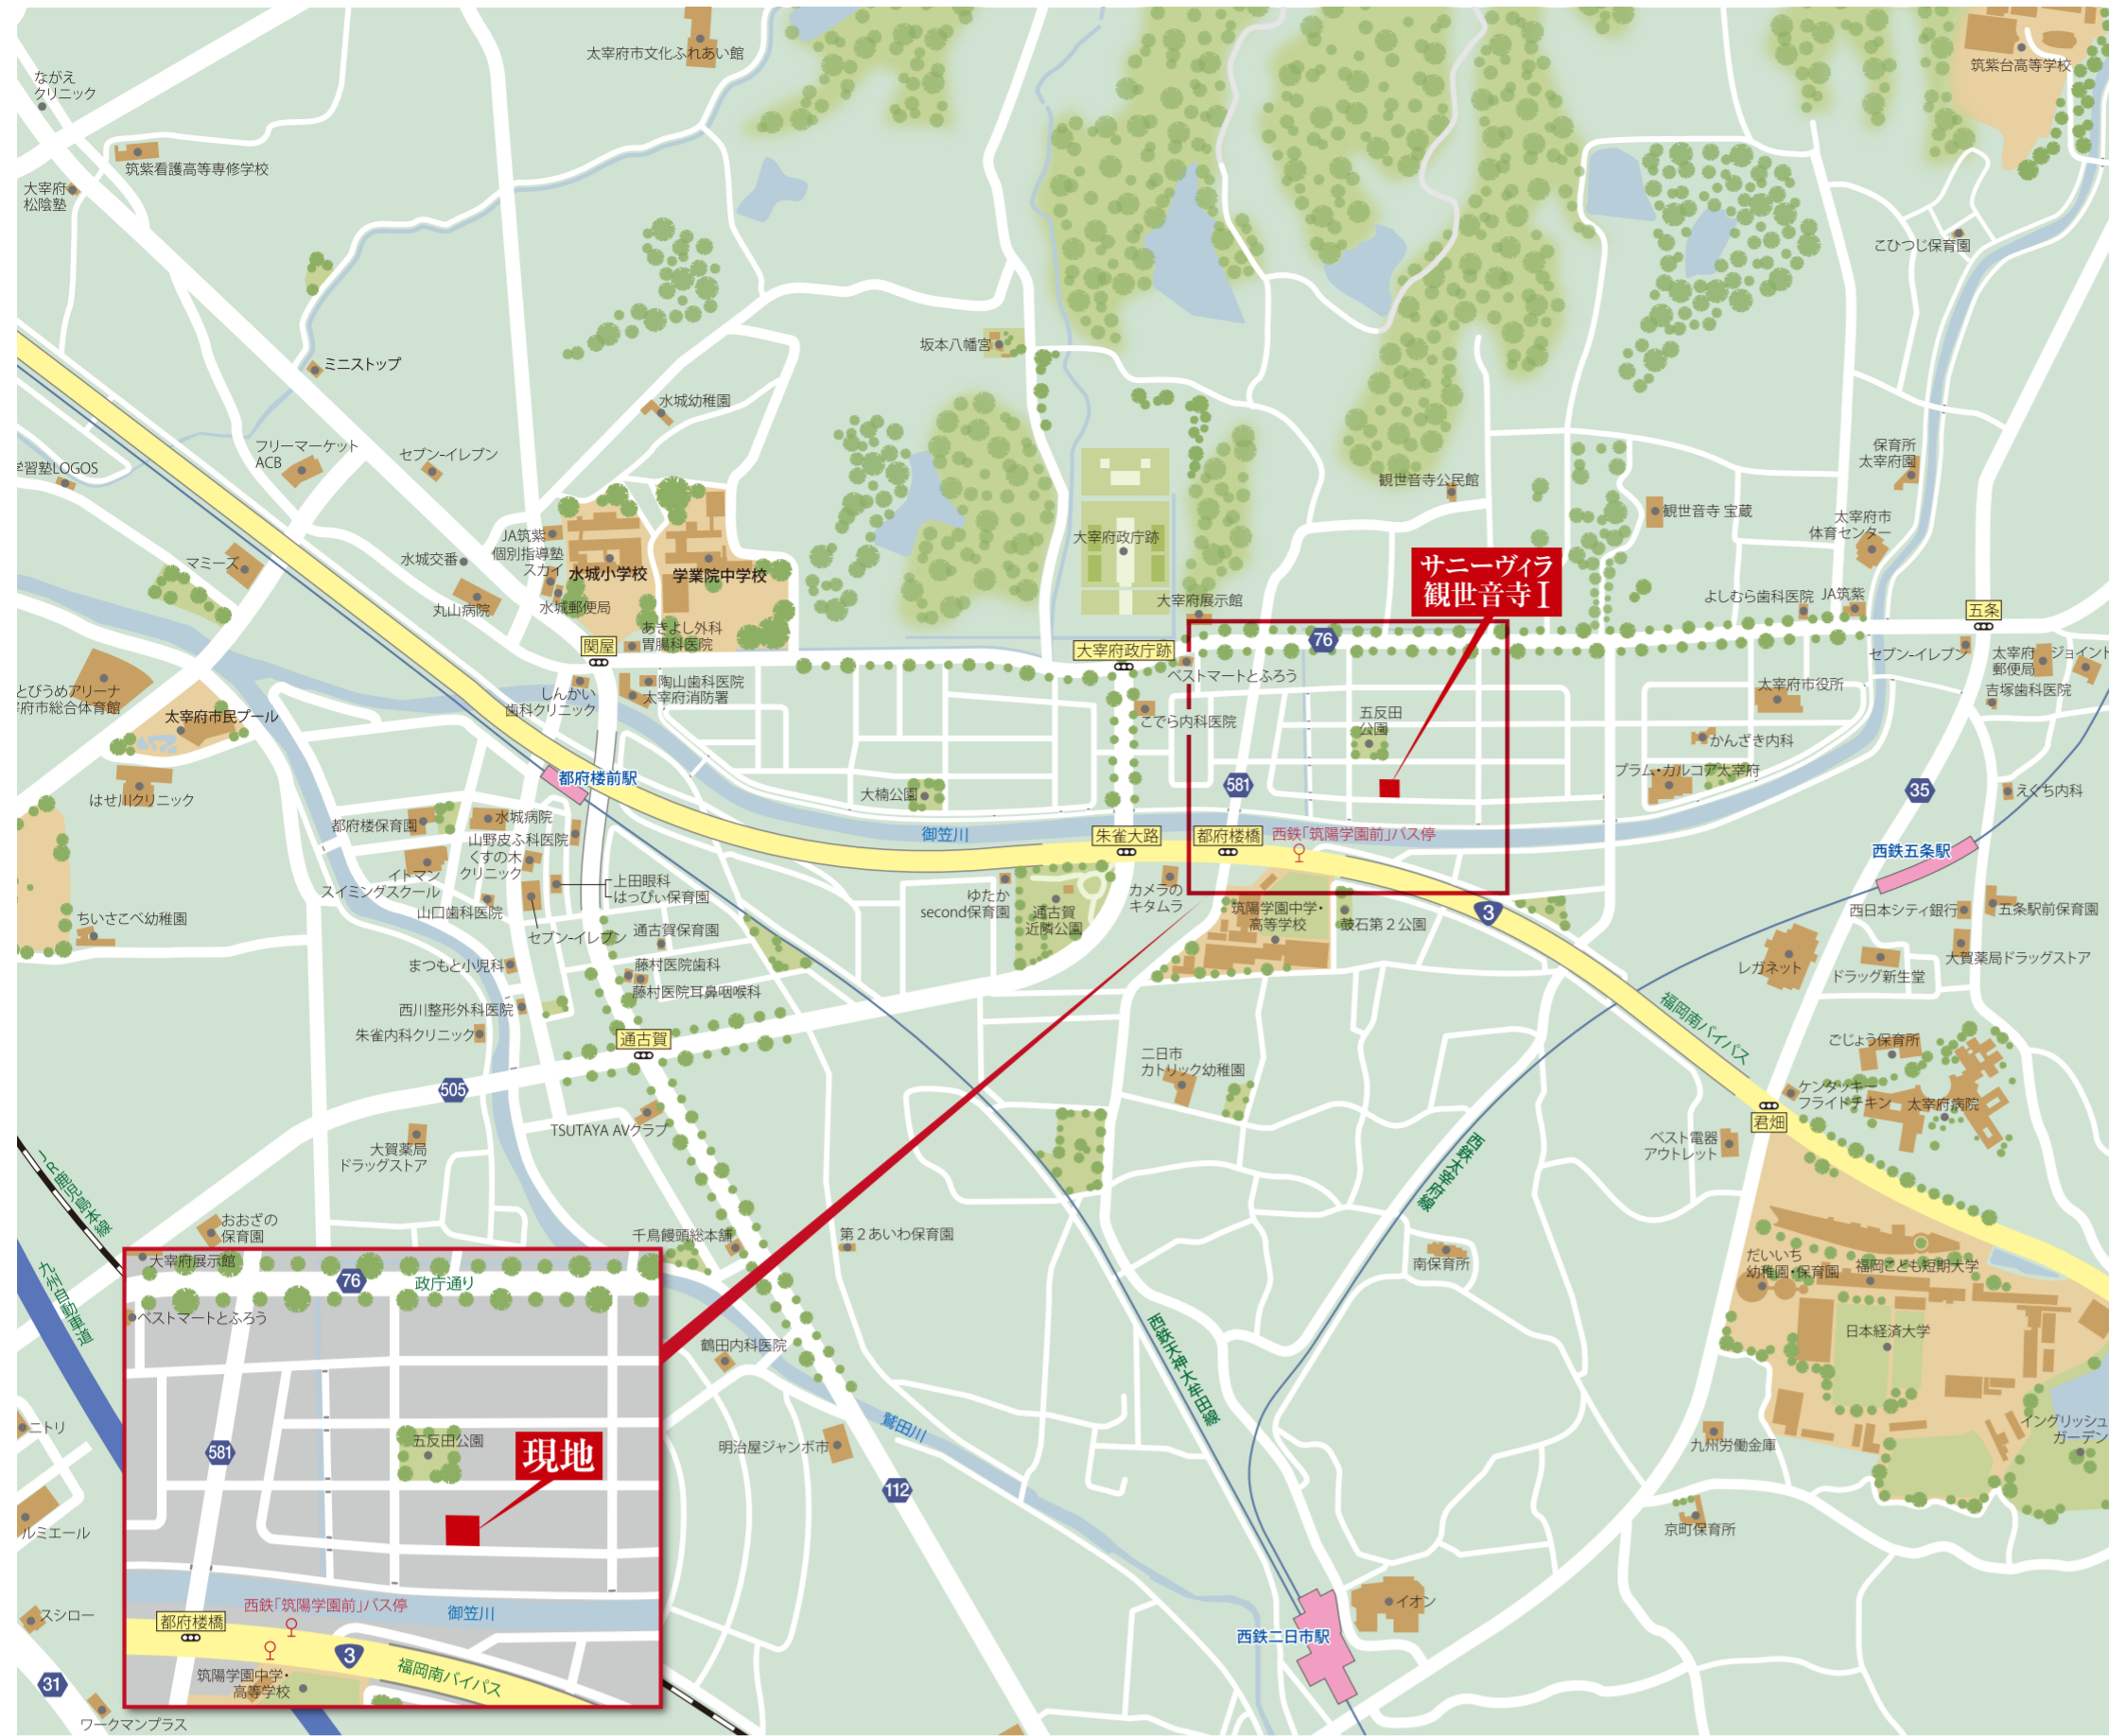 太宰府市文化ふれあい館
筑紫台高等学校
ながえ
クリニック
筑紫看護高等専修学校
大宰府
松陰塾
こひつじ保育園
ミニストップ
坂本八幡宮
水城幼稚園
フリーマーケット
ACB
セブン-イレブン
学習塾LOGOS
保育所
太宰府園
観世音寺公民館
観世音寺 宝蔵
太宰府市
体育センター
JA筑紫
個別指導塾
スカイ
水城交番
マミーズ
水城小学校
学業院中学校
大宰府政庁跡
サニーヴィラ
観世音寺Ⅰ
丸山病院
水城郵便局
大宰府展示館
よしむら歯科医院
JA筑紫
五条
関屋
あきよし外科
胃腸科医院
大宰府政庁跡
76
ベストマートとふろう
セブン-イレブン
太宰府
郵便局
ジョイント
吉塚歯科医院
とびうめアリーナ
府市総合体育館
太宰府市民プール
しんかい
歯科クリニック
陶山歯科医院
太宰府消防署
こでら内科医院
五反田
公園
太宰府市役所
かんざき内科
プラム・カルコア太宰府
はせ川クリニック
都府楼前駅
大楠公園
581
35
えぐち内科
都府楼保育園
水城病院
山野皮ふ科医院
くすの木
クリニック
御笠川
朱雀大路
都府楼橋
西鉄「筑陽学園前」バス停
西鉄五条駅
イトマン
スイミングスクール
山口歯科医院
上田眼科
はっぴい保育園
ゆたか
second保育園
通古賀
近隣公園
カメラの
キタムラ
筑陽学園中学・
高等学校
鼓石第２公園
3
西日本シティ銀行
五条駅前保育園
ちいさこべ幼稚園
セブン-イレブン
通古賀保育園
まつもと小児科
藤村医院歯科
藤村医院耳鼻咽喉科
レガネット
ドラッグ新生堂
大賀薬局ドラッグストア
西川整形外科医院
朱雀内科クリニック
通古賀
福岡南バイパス
二日市
カトリック幼稚園
ごじょう保育所
505
ケンタッキー
フライドチキン
太宰府病院
君畑
TSUTAYA AVクラブ
大賀薬局
ドラッグストア
ベスト電器
アウトレット
JR鹿児島本線
西鉄太宰府線
おおざの
保育園
千鳥饅頭総本舗
第２あいわ保育園
南保育所
だいいち
幼稚園・保育園
福岡こども短期大学
九州自動車道
大宰府展示館
76
政庁通り
ベストマートとふろう
鶴田内科医院
西鉄天神大牟田線
日本経済大学
ニトリ
581
五反田公園
現地
明治屋ジャンボ市
鷺田川
112
九州労働金庫
イングリッシュ
ガーデン
ルミエール
京町保育所
スシロー
都府楼橋
西鉄「筑陽学園前」バス停
御笠川
イオン
西鉄二日市駅
3
福岡南バイパス
筑陽学園中学・
高等学校
31
ワークマンプラス